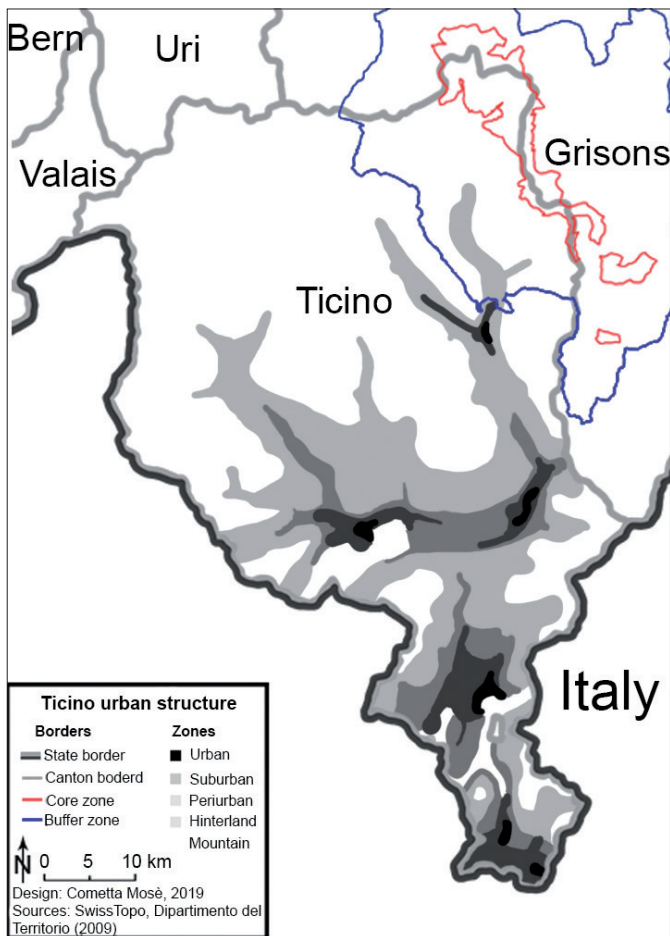 Bern
Uri
Valais
Grisons
Ticino
Italy
Ticino urban structure
Borders
State border
Canton boderd
Core zone
Buffer zone
Zones
Urban
Suburban
Periurban
Hinterland
Mountain
N
0 5 10 km
Design: Cometta Mosè, 2019
Sources: SwissTopo, Dipartimento del
Territorio (2009)